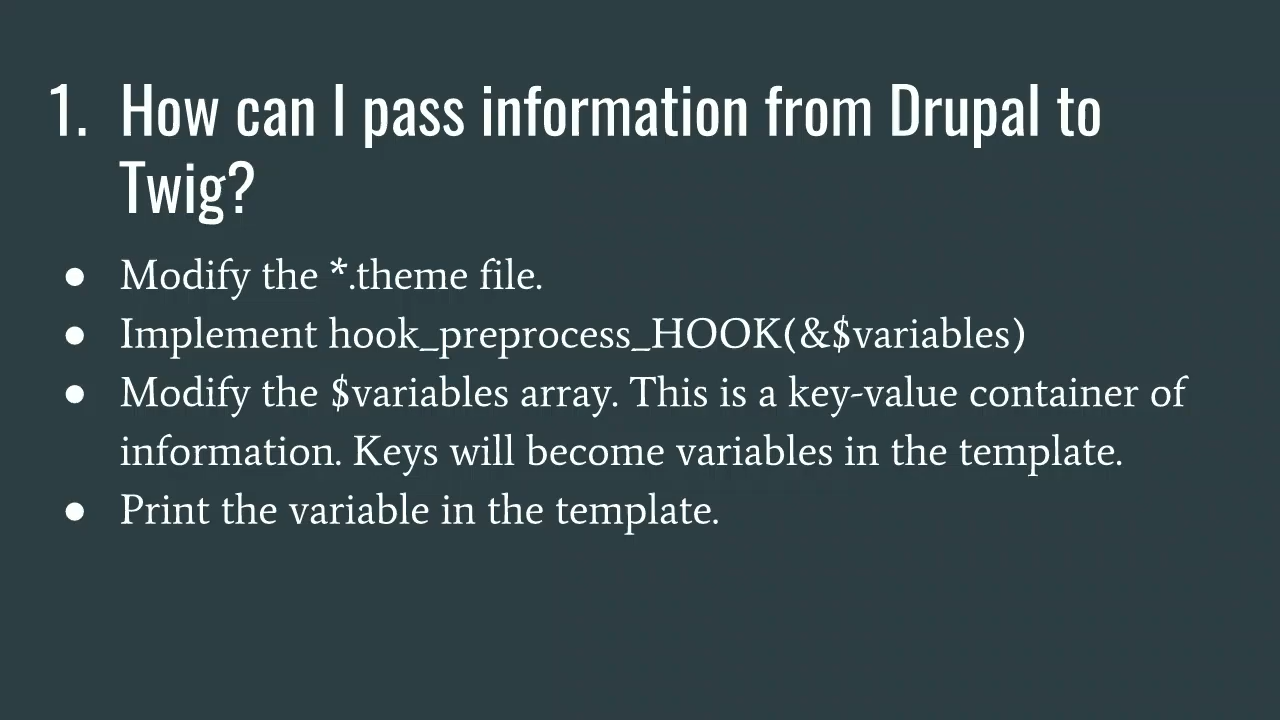 1. How can I pass information from Drupal to
Twig?
● Modify the *.theme file.
● Implement hook_preprocess_HOOK(&$variables)
● Modify the $variables array. This is a key-value container of
information. Keys will become variables in the template.
● Print the variable in the template.